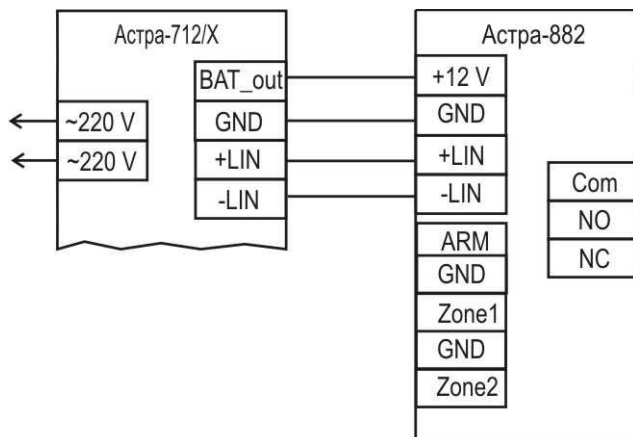 Астра-712/X
BAT_out
GND
+LIN
-LIN
~220 V
~220 V
Астра-882
+12 V
GND
+LIN
-LIN
ARM
GND
Zone1
GND
Zone2
Com
NO
NC